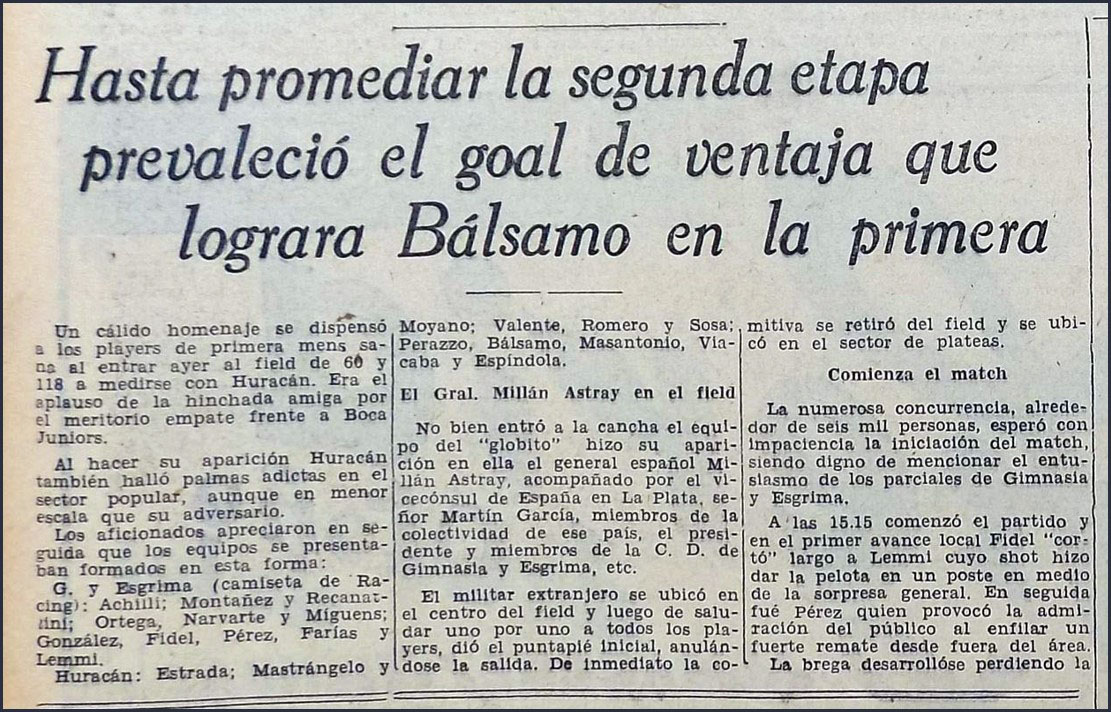 Hasta promediar la segunda etapa
prevaleció el goal de ventaja que
lograra Bálsamo en la primera
Un cálido homenaje se dispensó
a los players de primera mens sa-
na al entrar ayer al field de 60 y
118 a medirse con Huracán. Era el
aplauso de la hinchada amiga por
el meritorio empate frente a Boca
Juniors.
Al hacer su aparición Huracán
también halló palmas adictas en el
sector popular, aunque en menor
escala que su adversario.
Los aficionados apreciaron en se-
guida que los equipos se presenta-
ban formados en esta forma:
G. y Esgrima (camiseta de Ra-
cing): Achilli; Montañez y Recanat-
tini; Ortega, Narvarte y Miguens;
González, Fidel, Pérez, Farías y
Lemmi.
Huracán: Estrada; Mastrángelo y
Moyano; Valente, Romero y Sosa;
Perazzo, Bálsamo, Masantonio, Via-
caba y Espíndola.
El Gral. Millán Astray en el field
No bien entró a la cancha el equi-
po del "globito" hizo su apari-
ción en ella el general español Mi-
llán Astray, acompañado por el vi-
cecónsul de España en La Plata, se-
ñor Martín García, miembros de la
colectividad de ese país, el presi-
dente y miembros de la C. D. de
Gimnasia y Esgrima, etc.
El militar extranjero se ubicó en
el centro del field y luego de salu-
dar uno por uno a todos los pla-
yers, dió el puntapié inicial, anulán-
dose la salida. De inmediato la co-
mitiva se retiró del field y se ubi-
có en el sector de plateas.
Comienza el match
La numerosa concurrencia, alrede-
dor de seis mil personas, esperó con
impaciencia la iniciación del match,
siendo digno de mencionar el entu-
siasmo de los parciales de Gimnasia
y Esgrima.
A las 15.15 comenzó el partido y
en el primer avance local Fidel "cor-
tó" largo a Lemmi cuyo shot hizo
dar la pelota en un poste en medio
de la sorpresa general. En seguida
fué Pérez quien provocó la admi-
ración del público al enfilar un
fuerte remate desde fuera del área.
La brega desarrollóse perdiendo la